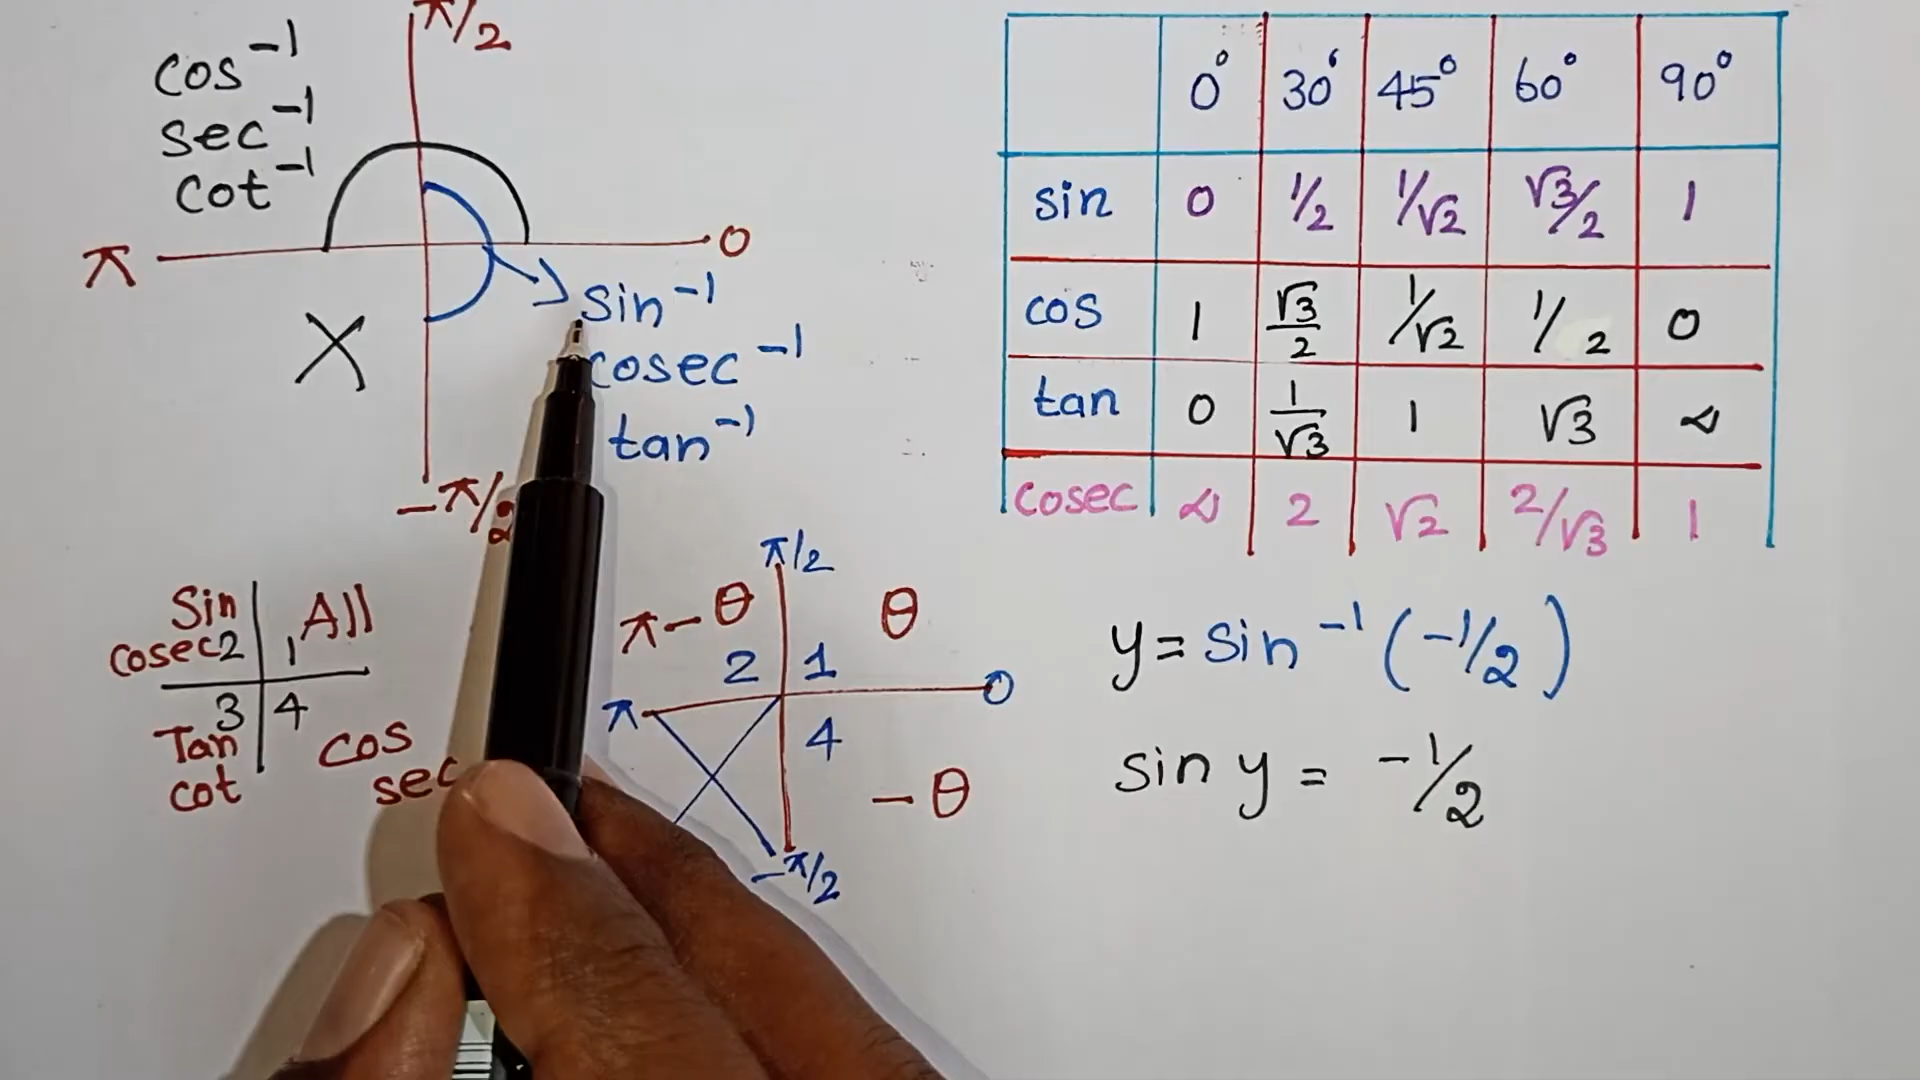 π/2
cos⁻¹
sec⁻¹
cot⁻¹
π
0
sin⁻¹
cosec⁻¹
tan⁻¹
-π/2
0° 30° 45° 60° 90°
sin 0 1/2 1/√2 √3/2 1
cos 1 √3/2 1/√2 1/2 0
tan 0 1/√3 1 √3 ∞
cosec ∞ 2 √2 2/√3 1
Sin
cosec 2
1 All
3 4
Tan
cot
cos
sec
π/2
π-θ θ
2 1
π 0
4
-θ
-π/2
y = sin⁻¹ (-1/2)
sin y = -1/2